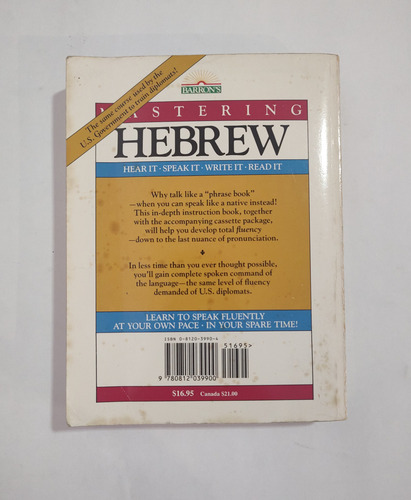 The same course used by the
U.S. Government to train diplomats!
BARRON'S
MASTERING
HEBREW
HEAR IT · SPEAK IT · WRITE IT · READ IT
Why talk like a "phrase book"
—when you can speak like a native instead!
This in-depth instruction book, together
with the accompanying cassette package,
will help you develop total fluency
—down to the last nuance of pronunciation.
In less time than you ever thought possible,
you'll gain complete spoken command of
the language—the same level of fluency
demanded of U.S. diplomats.
LEARN TO SPEAK FLUENTLY
AT YOUR OWN PACE · IN YOUR SPARE TIME!
ISBN 0-8120-3990-4
51695>
9 780812 039900
$16.95 Canada $21.00